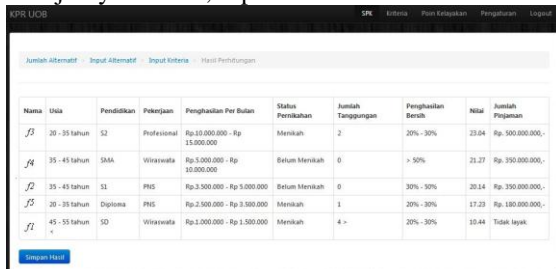 KPR UOB SPK Kriteria Poin Kelayakan Pengaturan Logout
Jumlah Alternatif Input Alternatif Input Kriteria Hasil Perhitungan
Nama Usia Pendidikan Pekerjaan Penghasilan Per Bulan Status Pernikahan Jumlah Tanggungan Penghasilan Bersih Nilai Jumlah Pinjaman
f3 20 - 35 tahun S2 Profesional Rp.10.000.000 - Rp 15.000.000 Menikah 2 20% - 30% 23.04 Rp. 500.000.000,-
f4 35 - 45 tahun SMA Wiraswata Rp.5.000.000 - Rp 10.000.000 Belum Menikah 0 > 50% 21.27 Rp. 350.000.000,-
f2 35 - 45 tahun S1 PNS Rp.3.500.000 - Rp 5.000.000 Belum Menikah 0 30% - 50% 20.14 Rp. 350.000.000,-
f5 20 - 35 tahun Diploma PNS Rp.2.500.000 - Rp 3.500.000 Menikah 1 20% - 30% 17.23 Rp. 180.000.000,-
f1 45 - 55 tahun < SD Wiraswata Rp.1.000.000 - Rp 1.500.000 Menikah 4 > 20% - 30% 10.44 Tidak layak
Simpan Hasil